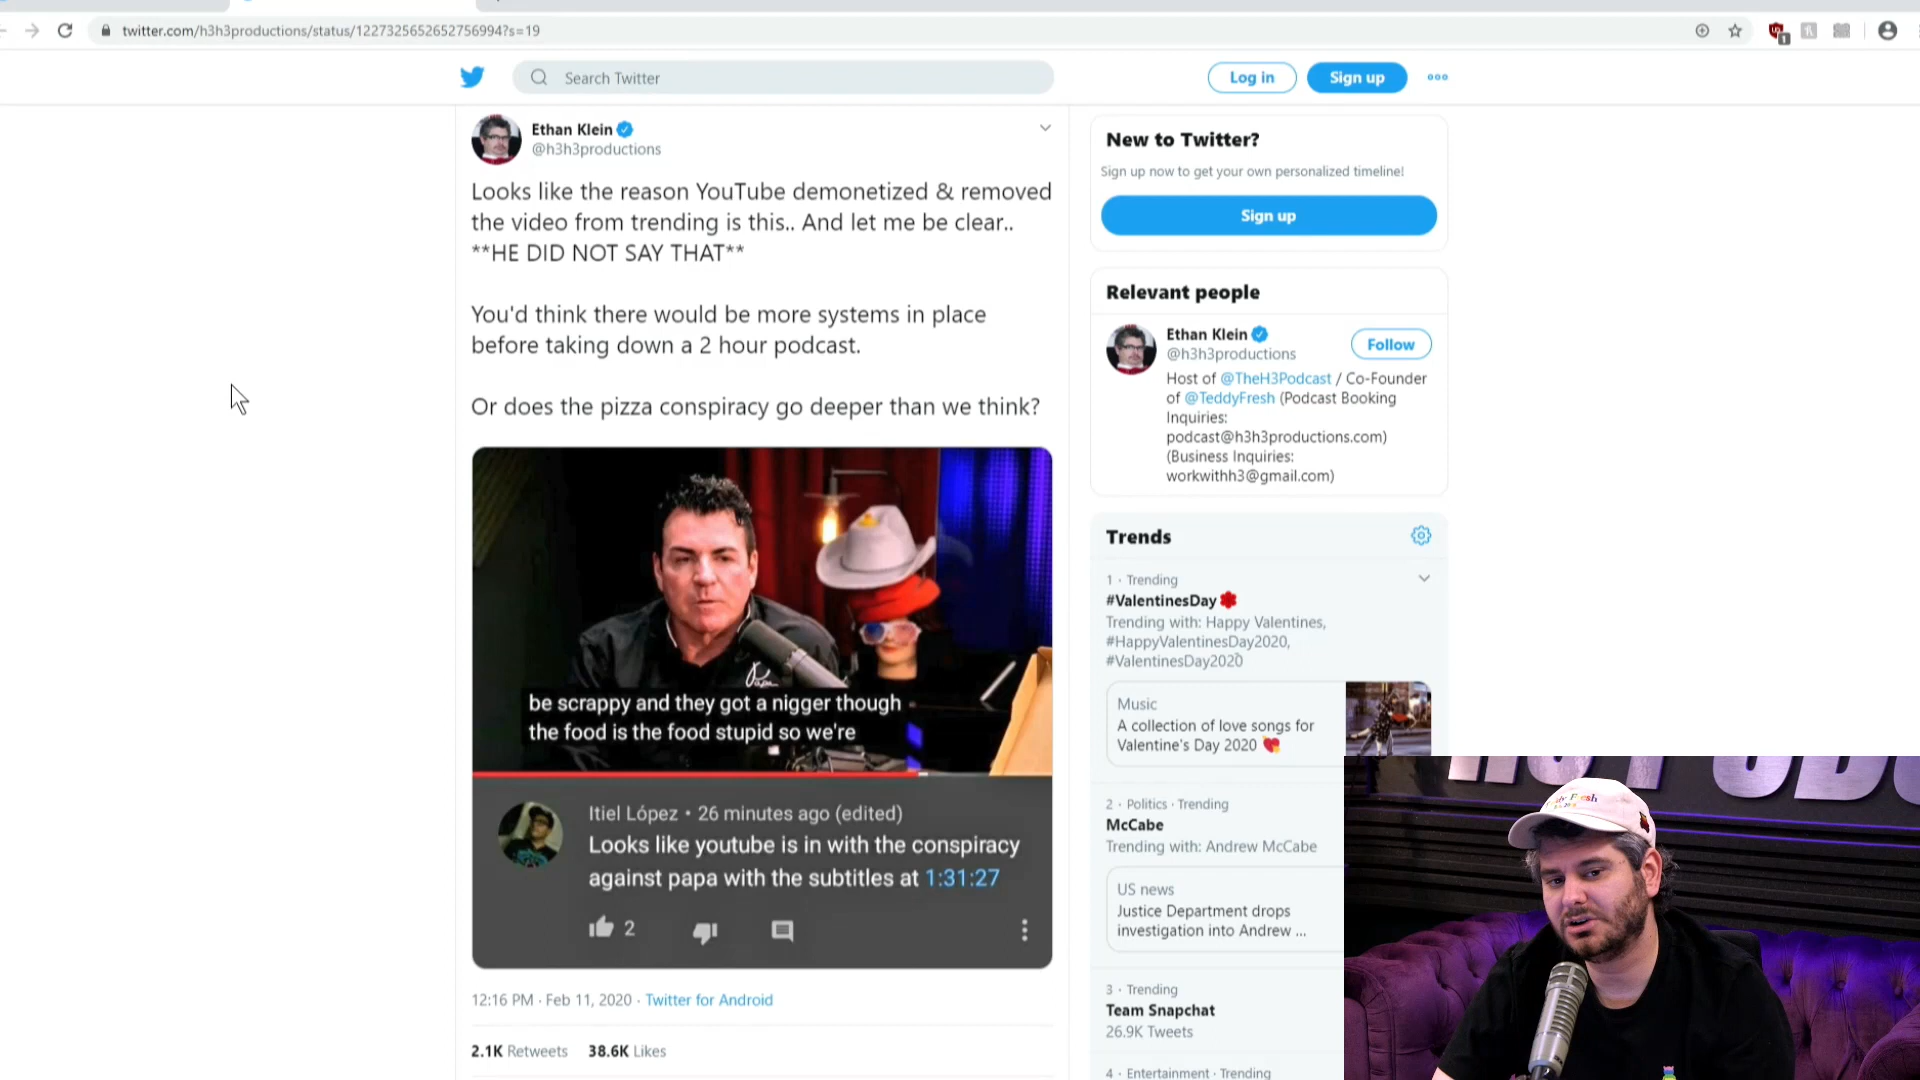 twitter.com/h3h3productions/status/1227325652652756994?s=19
1
Search Twitter
Log in
Sign up
Ethan Klein
@h3h3productions
Looks like the reason YouTube demonetized & removed
the video from trending is this.. And let me be clear..
**HE DID NOT SAY THAT**
You'd think there would be more systems in place
before taking down a 2 hour podcast.
Or does the pizza conspiracy go deeper than we think?
be scrappy and they got a nigger though
the food is the food stupid so we're
Itiel López • 26 minutes ago (edited)
Looks like youtube is in with the conspiracy
against papa with the subtitles at 1:31:27
2
12:16 PM · Feb 11, 2020 · Twitter for Android
2.1K Retweets 38.6K Likes
New to Twitter?
Sign up now to get your own personalized timeline!
Sign up
Relevant people
Ethan Klein
@h3h3productions
Follow
Host of @TheH3Podcast / Co-Founder
of @TeddyFresh (Podcast Booking
Inquiries:
podcast@h3h3productions.com)
(Business Inquiries:
workwithh3@gmail.com)
Trends
1 · Trending
#ValentinesDay
Trending with: Happy Valentines,
#HappyValentinesDay2020,
#ValentinesDay2020
Music
A collection of love songs for
Valentine's Day 2020
2 · Politics · Trending
McCabe
Trending with: Andrew McCabe
US news
Justice Department drops
investigation into Andrew ...
3 · Trending
Team Snapchat
26.9K Tweets
4 · Entertainment · Trending